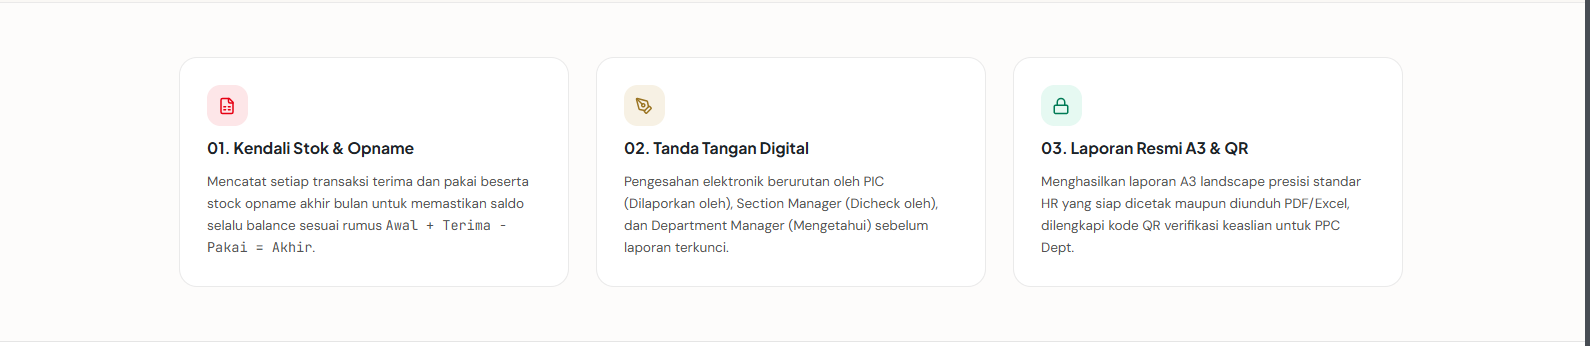 01. Kendali Stok & Opname
Mencatat setiap transaksi terima dan pakai beserta
stock opname akhir bulan untuk memastikan saldo
selalu balance sesuai rumus Awal + Terima -
Pakai = Akhir.
02. Tanda Tangan Digital
Pengesahan elektronik berurutan oleh PIC
(Dilaporkan oleh), Section Manager (Dicheck oleh),
dan Department Manager (Mengetahui) sebelum
laporan terkunci.
03. Laporan Resmi A3 & QR
Menghasilkan laporan A3 landscape presisi standar
HR yang siap dicetak maupun diunduh PDF/Excel,
dilengkapi kode QR verifikasi keaslian untuk PPC
Dept.